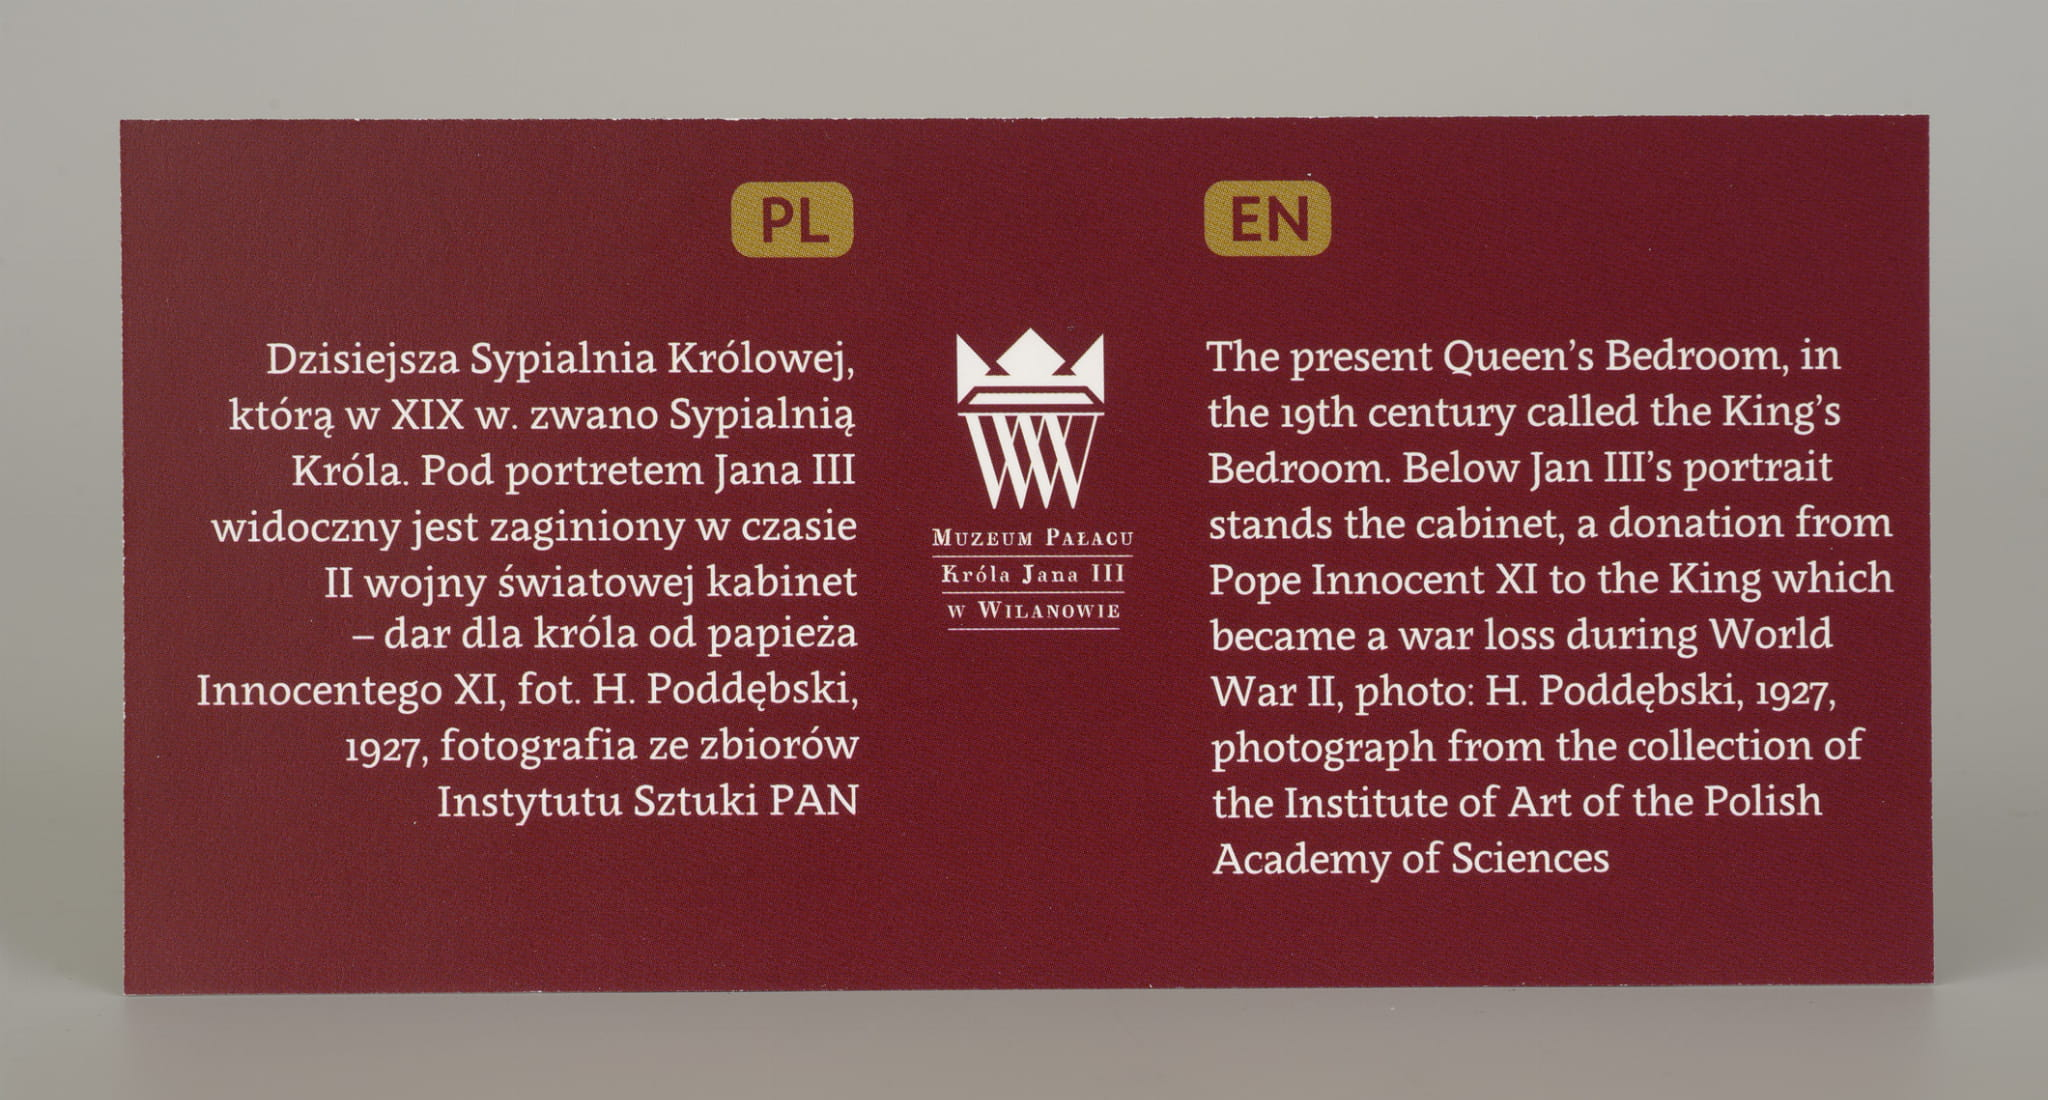 PL
Dzisiejsza Sypialnia Królowej,
którą w XIX w. zwano Sypialnią
Króla. Pod portretem Jana III
widoczny jest zaginiony w czasie
II wojny światowej kabinet
– dar dla króla od papieża
Innocentego XI, fot. H. Poddębski,
1927, fotografia ze zbiorów
Instytutu Sztuki PAN
Muzeum Pałacu
Króla Jana III
w Wilanowie
EN
The present Queen’s Bedroom, in
the 19th century called the King’s
Bedroom. Below Jan III’s portrait
stands the cabinet, a donation from
Pope Innocent XI to the King which
became a war loss during World
War II, photo: H. Poddębski, 1927,
photograph from the collection of
the Institute of Art of the Polish
Academy of Sciences